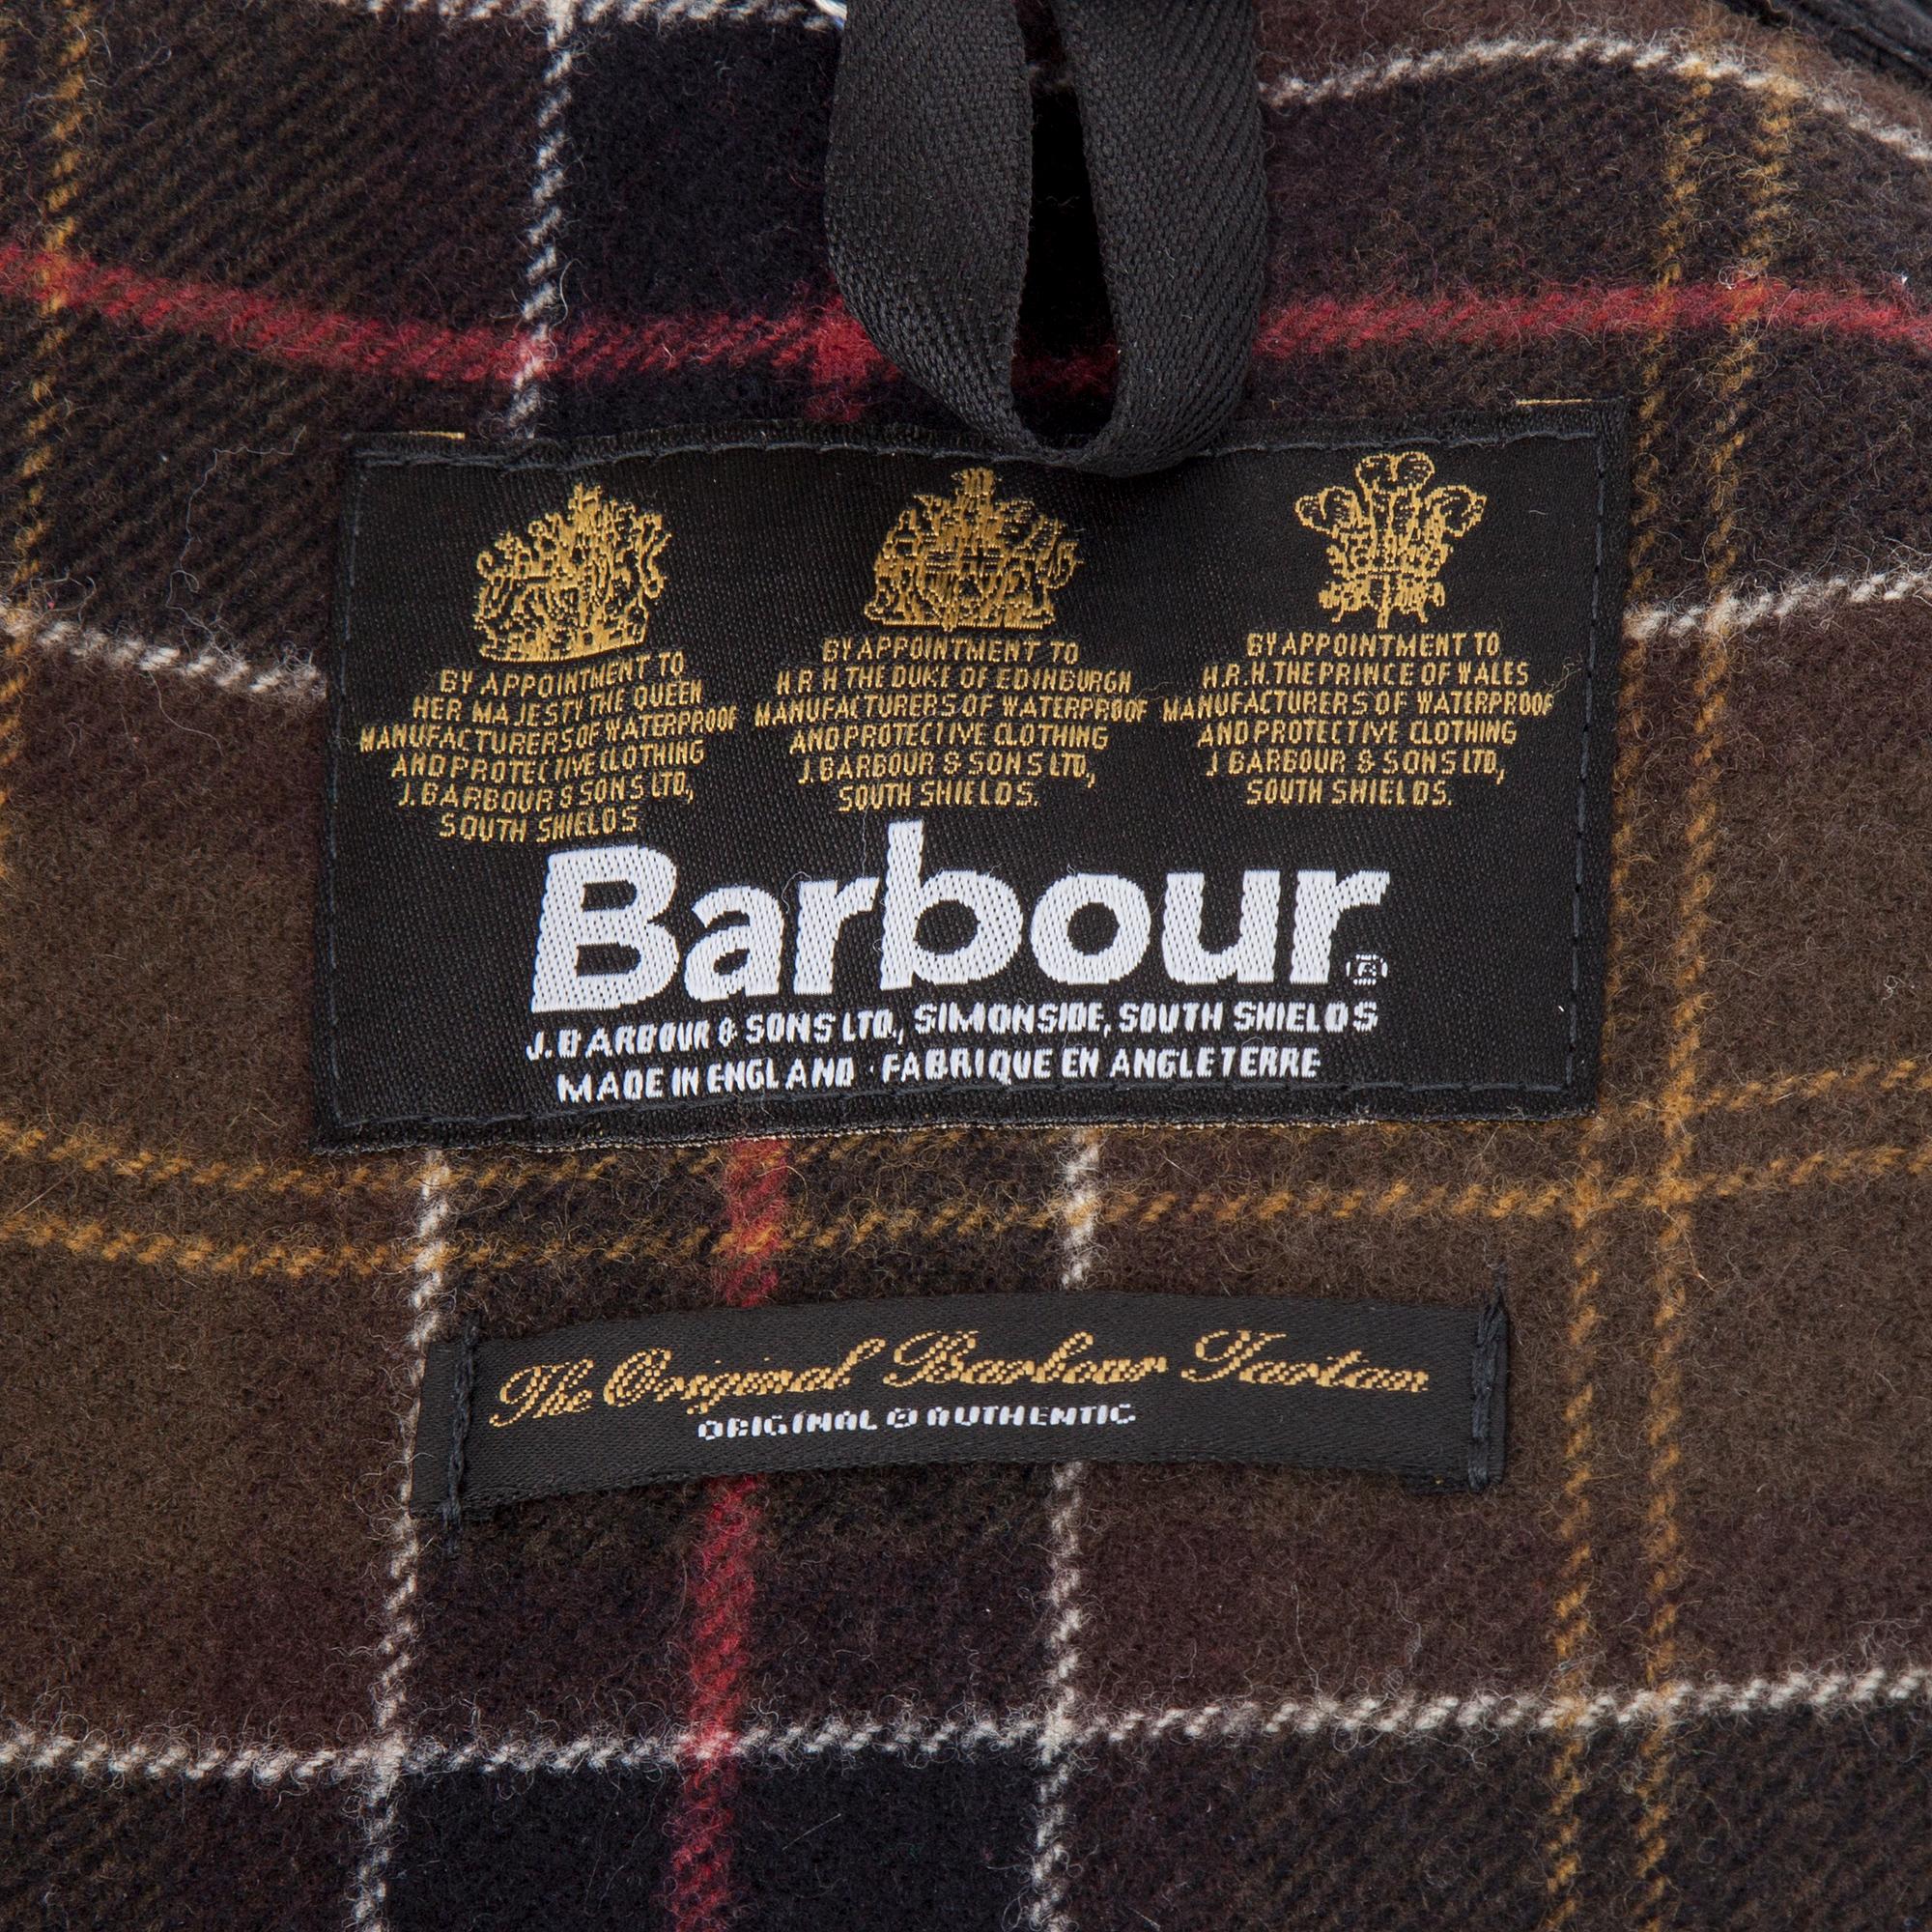 BY APPOINTMENT TO
HER MAJESTY THE QUEEN
MANUFACTURERS OF WATERPROOF
AND PROTECTIVE CLOTHING
J. BARBOUR & SONS LTD.,
SOUTH SHIELDS
BY APPOINTMENT TO
H.R.H THE DUKE OF EDINBURGH
MANUFACTURERS OF WATERPROOF
AND PROTECTIVE CLOTHING
J. BARBOUR & SONS LTD.,
SOUTH SHIELDS.
BY APPOINTMENT TO
H.R.H. THE PRINCE OF WALES
MANUFACTURERS OF WATERPROOF
AND PROTECTIVE CLOTHING
J. BARBOUR & SONS LTD.,
SOUTH SHIELDS.
Barbour®
J. BARBOUR & SONS LTD., SIMONSIDE, SOUTH SHIELDS
MADE IN ENGLAND · FABRIQUE EN ANGLETERRE
The Original Barbour Tartan
ORIGINAL & AUTHENTIC